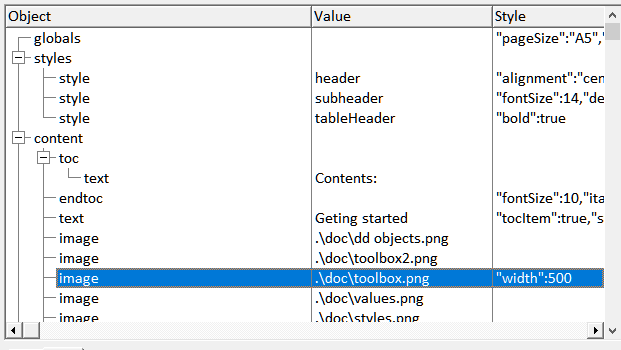 Object Value Style
globals "pageSize":"A5","
styles
style header "alignment":"cen
style subheader "fontSize":14,"de
style tableHeader "bold":true
content
toc
text Contents:
endtoc "fontSize":10,"ita
text Geting started "tocItem":true,"s
image .\doc\dd objects.png
image .\doc\toolbox2.png
image .\doc\toolbox.png "width":500
image .\doc\values.png
image .\doc\styles.png